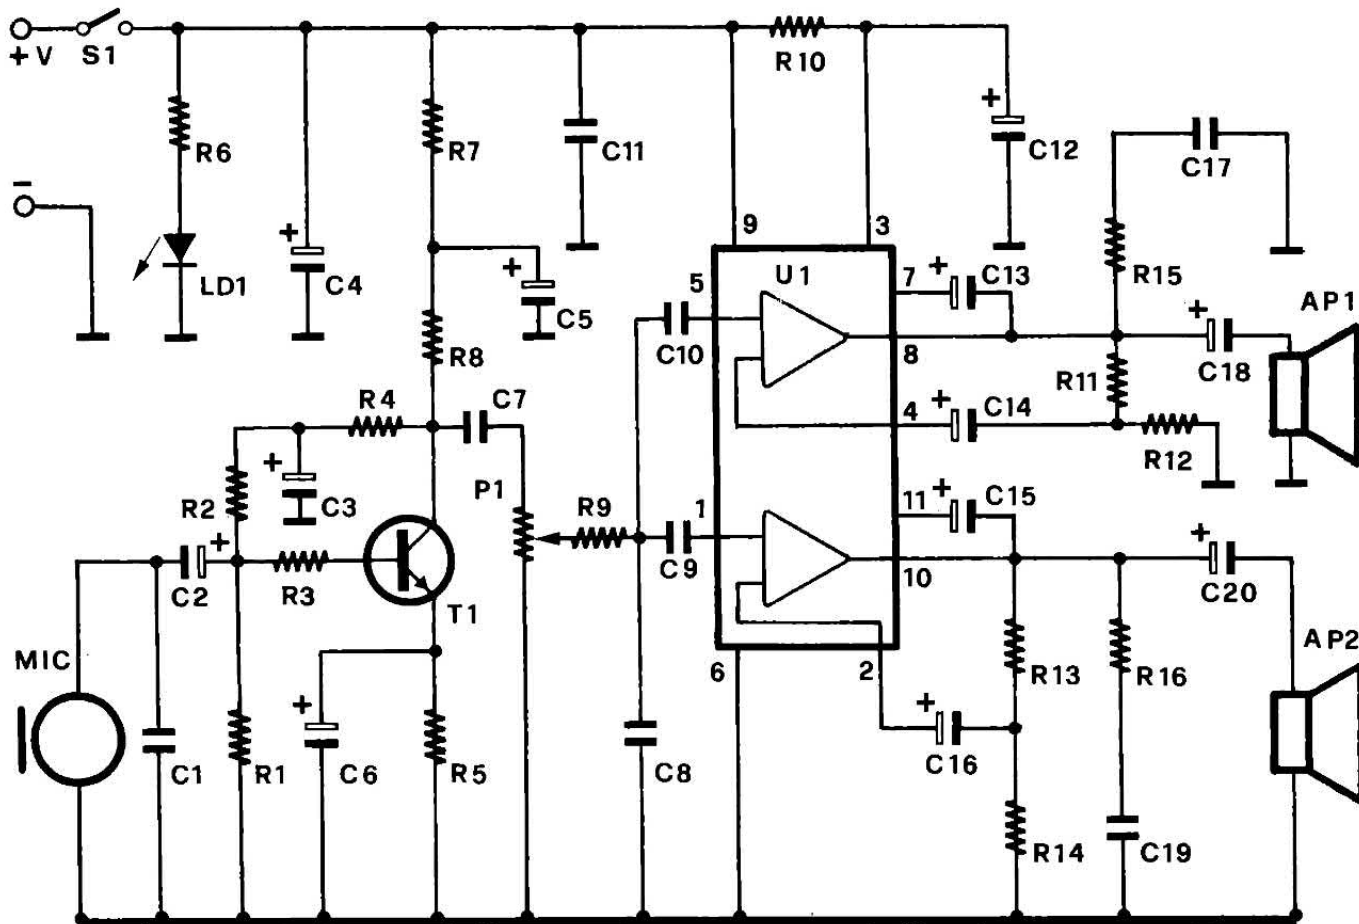 + V
S1
R10
R6
R7
C11
+
C12
C17
−
9
3
+
LD1
C4
+
C5
5
U1
7
+
C13
R15
AP1
C10
R8
8
+
C18
R11
R4
C7
4
+
C14
R12
R2
+
C3
P1
R9
1
11
+
C15
C2
+
R3
T1
C9
10
+
C20
MIC
6
2
R13
R16
AP2
C1
R1
+
C6
R5
C8
+
C16
R14
C19